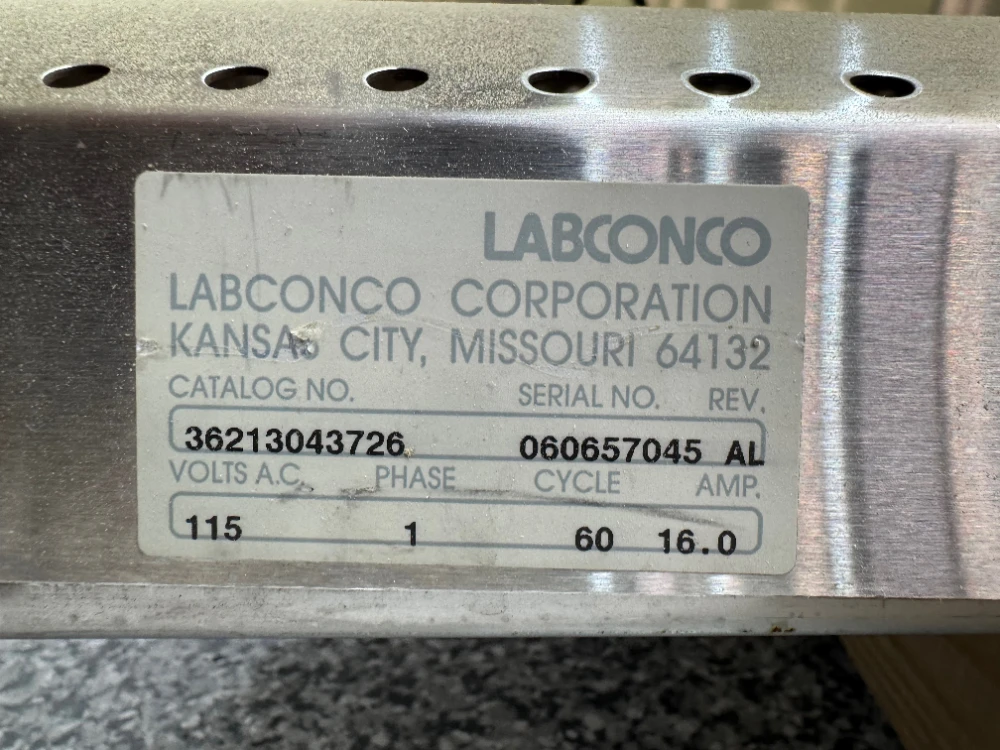 LABCONCO
LABCONCO CORPORATION
KANSAS CITY, MISSOURI 64132
CATALOG NO. SERIAL NO. REV.
36213043726 060657045 AL
VOLTS A.C. PHASE CYCLE AMP.
115 1 60 16.0